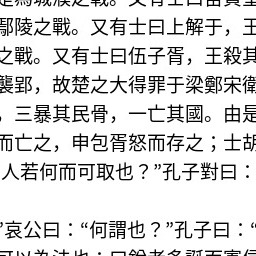 鄢陵之戰。又有士曰上解于，王
之戰。又有士曰伍子胥，王殺其
襲郢，故楚之大得罪于梁鄭宋衛
，三暴其民骨，一亡其國。由是
而亡之，申包胥怒而存之；士胡
人若何而可取也？”孔子對曰：
”哀公曰：“何謂也？”孔子曰：“